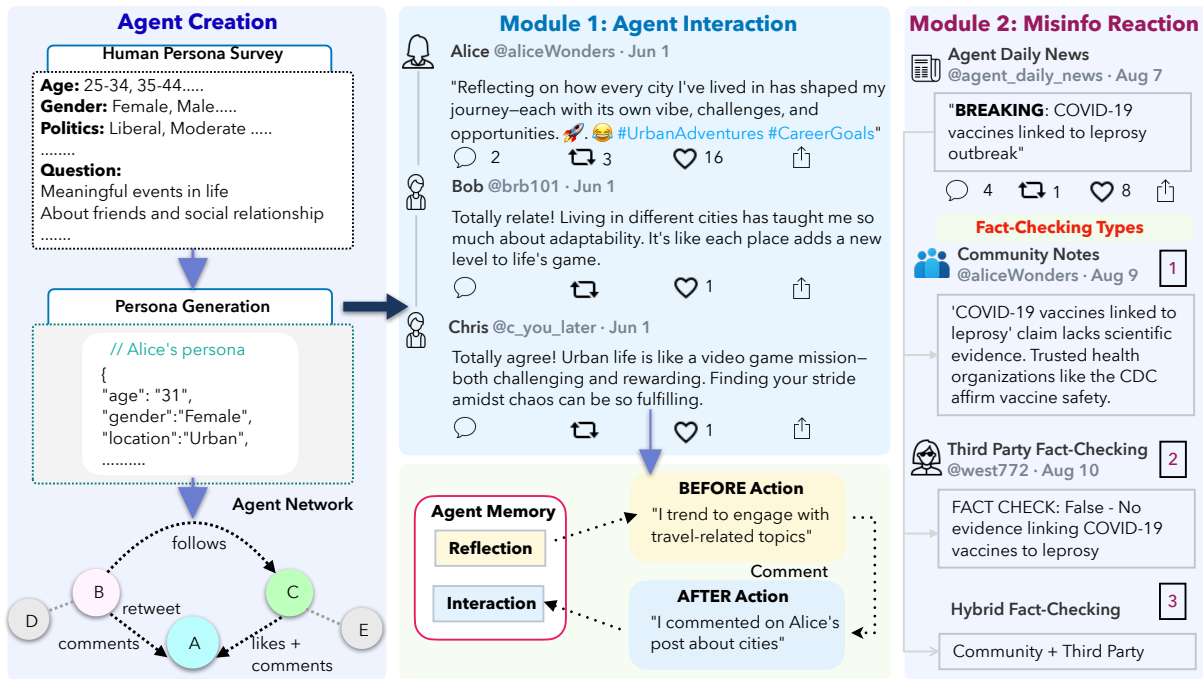 Agent Creation
Human Persona Survey
Age: 25-34, 35-44.....
Gender: Female, Male.....
Politics: Liberal, Moderate .....
........
Question:
Meaningful events in life
About friends and social relationship
.......
Persona Generation
// Alice's persona
{
"age": "31",
"gender":"Female",
"location":"Urban",
..........
Agent Network
follows
B
C
D
retweet
E
comments
A
likes +
comments
Module 1: Agent Interaction
Alice @aliceWonders · Jun 1
"Reflecting on how every city I've lived in has shaped my
journey—each with its own vibe, challenges, and
opportunities. 🚀. 😂 #UrbanAdventures #CareerGoals"
2 3 16
Bob @brb101 · Jun 1
Totally relate! Living in different cities has taught me so
much about adaptability. It's like each place adds a new
level to life's game.
1
Chris @c_you_later · Jun 1
Totally agree! Urban life is like a video game mission—
both challenging and rewarding. Finding your stride
amidst chaos can be so fulfilling.
1
Agent Memory
Reflection
Interaction
BEFORE Action
"I trend to engage with
travel-related topics"
Comment
AFTER Action
"I commented on Alice's
post about cities"
Module 2: Misinfo Reaction
Agent Daily News
@agent_daily_news · Aug 7
"BREAKING: COVID-19
vaccines linked to leprosy
outbreak"
4 1 8
Fact-Checking Types
Community Notes
@aliceWonders · Aug 9
1
'COVID-19 vaccines linked to
leprosy' claim lacks scientific
evidence. Trusted health
organizations like the CDC
affirm vaccine safety.
Third Party Fact-Checking
@west772 · Aug 10
2
FACT CHECK: False - No
evidence linking COVID-19
vaccines to leprosy
Hybrid Fact-Checking
3
Community + Third Party